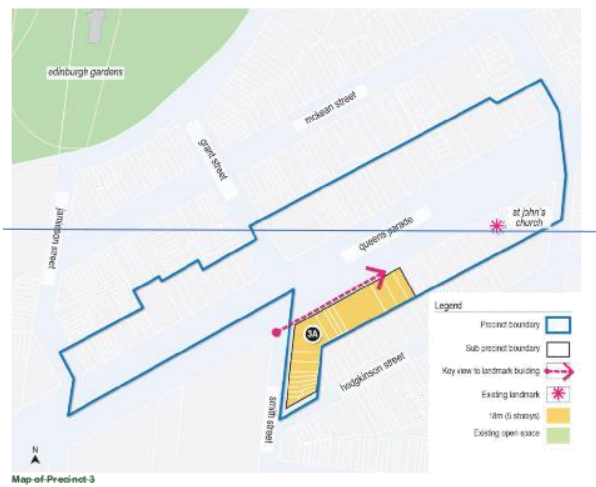 edinburgh gardens
mckean street
grant street
jamieson street
queens parade
st john's
church
3A
hodgkinson street
smith street
N
Legend
Precinct boundary
Sub precinct boundary
Key view to landmark building
Existing landmark
18m (5 storeys)
Existing open space
Map of Precinct 3